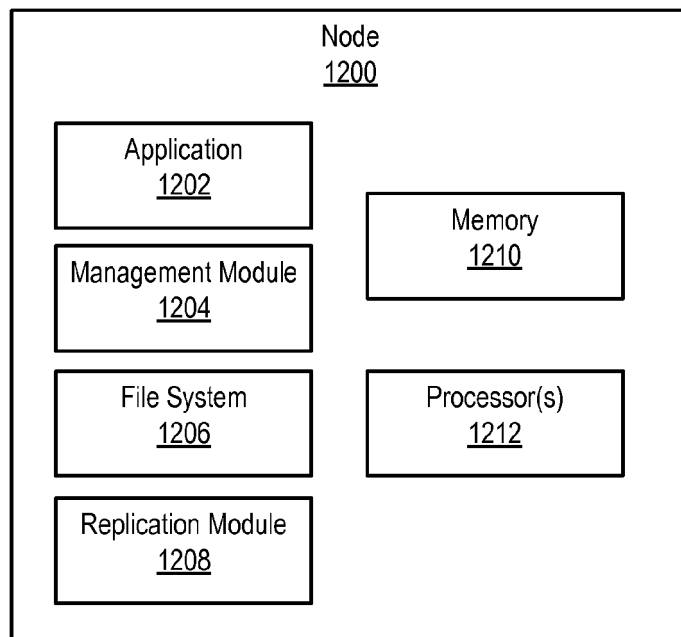 Node
1200
Application
1202
Management Module
1204
File System
1206
Replication Module
1208
Memory
1210
Processor(s)
1212